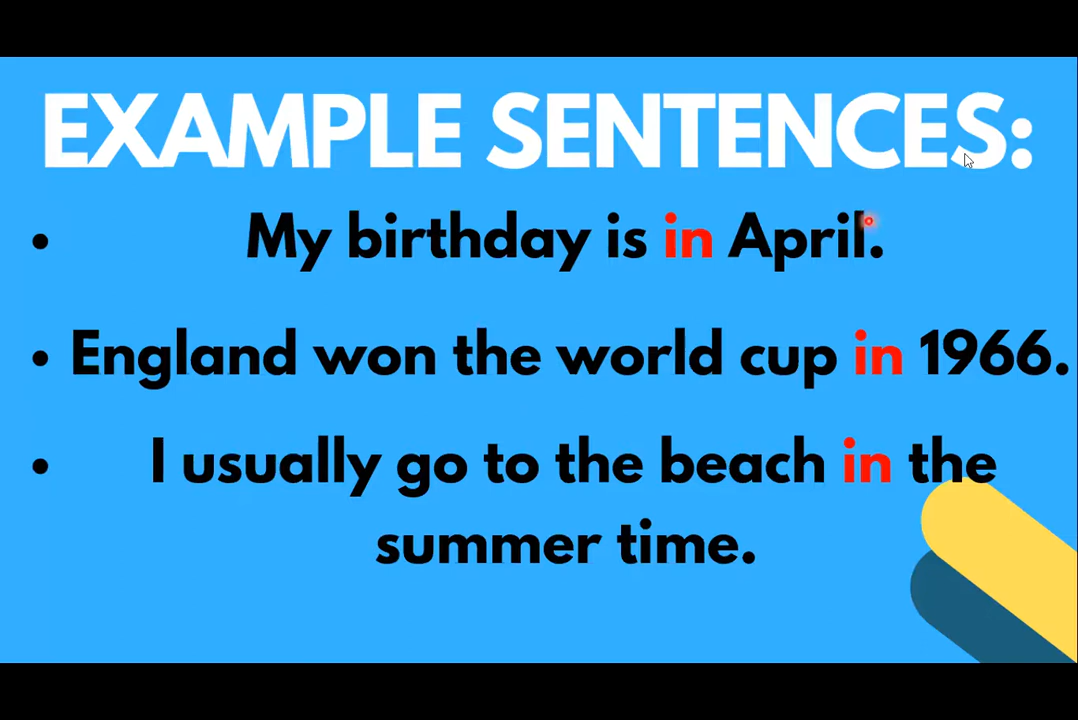 EXAMPLE SENTENCES:
• My birthday is in April.
• England won the world cup in 1966.
• I usually go to the beach in the
summer time.